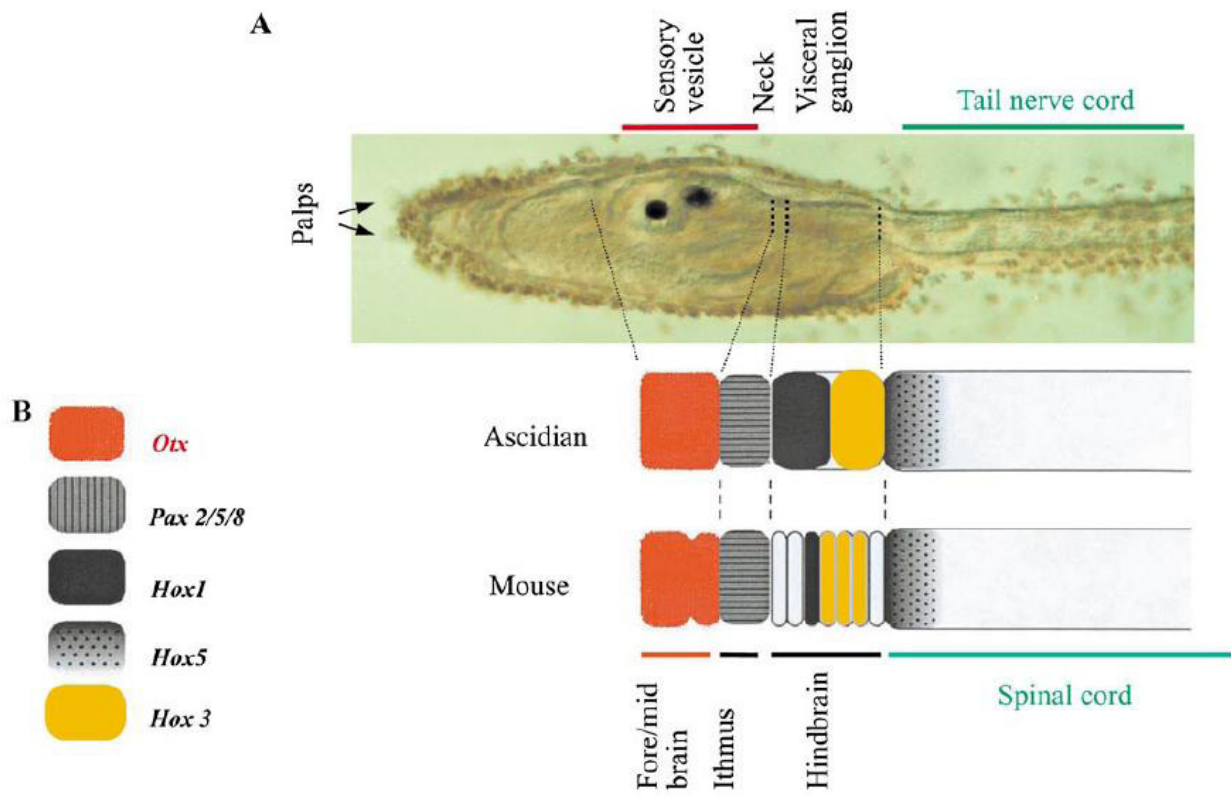 A
Sensory
vesicle
Neck
Visceral
ganglion
Tail nerve cord
Palps
B
Otx
Pax 2/5/8
Hox1
Hox5
Hox 3
Ascidian
Mouse
Fore/mid
brain
Ithmus
Hindbrain
Spinal cord